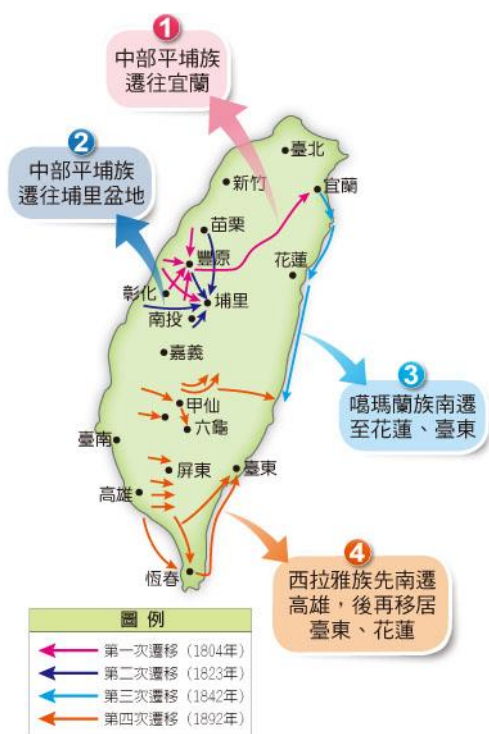 1
中部平埔族
遷往宜蘭
2
中部平埔族
遷往埔里盆地
臺北
新竹
宜蘭
苗栗
豐原
花蓮
彰化
埔里
南投
嘉義
3
噶瑪蘭族南遷
至花蓮、臺東
甲仙
六龜
臺南
屏東
臺東
高雄
恆春
4
西拉雅族先南遷
高雄，後再移居
臺東、花蓮
圖例
第一次遷移（1804年）
第二次遷移（1823年）
第三次遷移（1842年）
第四次遷移（1892年）